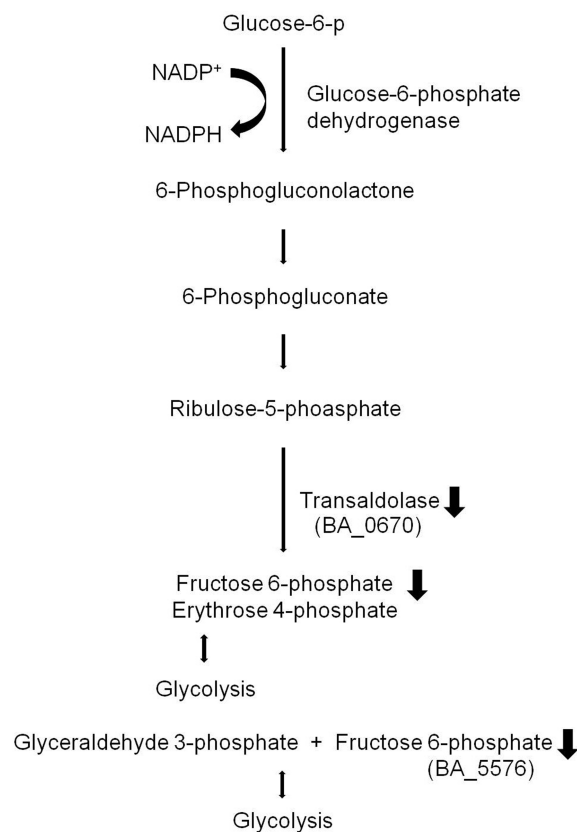 Glucose-6-p
NADP+
Glucose-6-phosphate
dehydrogenase
NADPH
6-Phosphogluconolactone
6-Phosphogluconate
Ribulose-5-phoasphate
Transaldolase
(BA_0670)
Fructose 6-phosphate
Erythrose 4-phosphate
Glycolysis
Glyceraldehyde 3-phosphate + Fructose 6-phosphate
(BA_5576)
Glycolysis